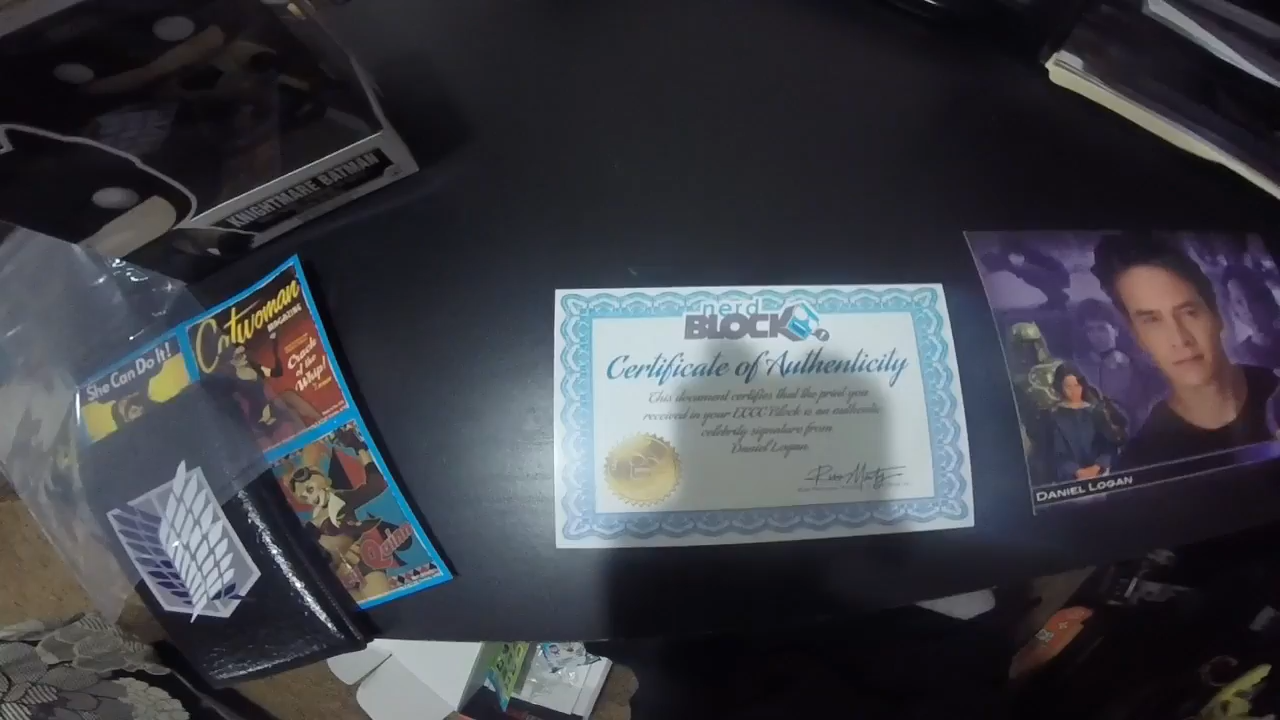 KNIGHTMARE BATMAN
She Can Do It!
Catwoman
MAGAZINE
Crack
of the
Whip!
Quinn
nerd
BLOCK
Certificate of Authenticity
This document certifies that the print you
received in your EXCC Block is an authentic
celebrity signature from
Daniel Logan
DANIEL LOGAN